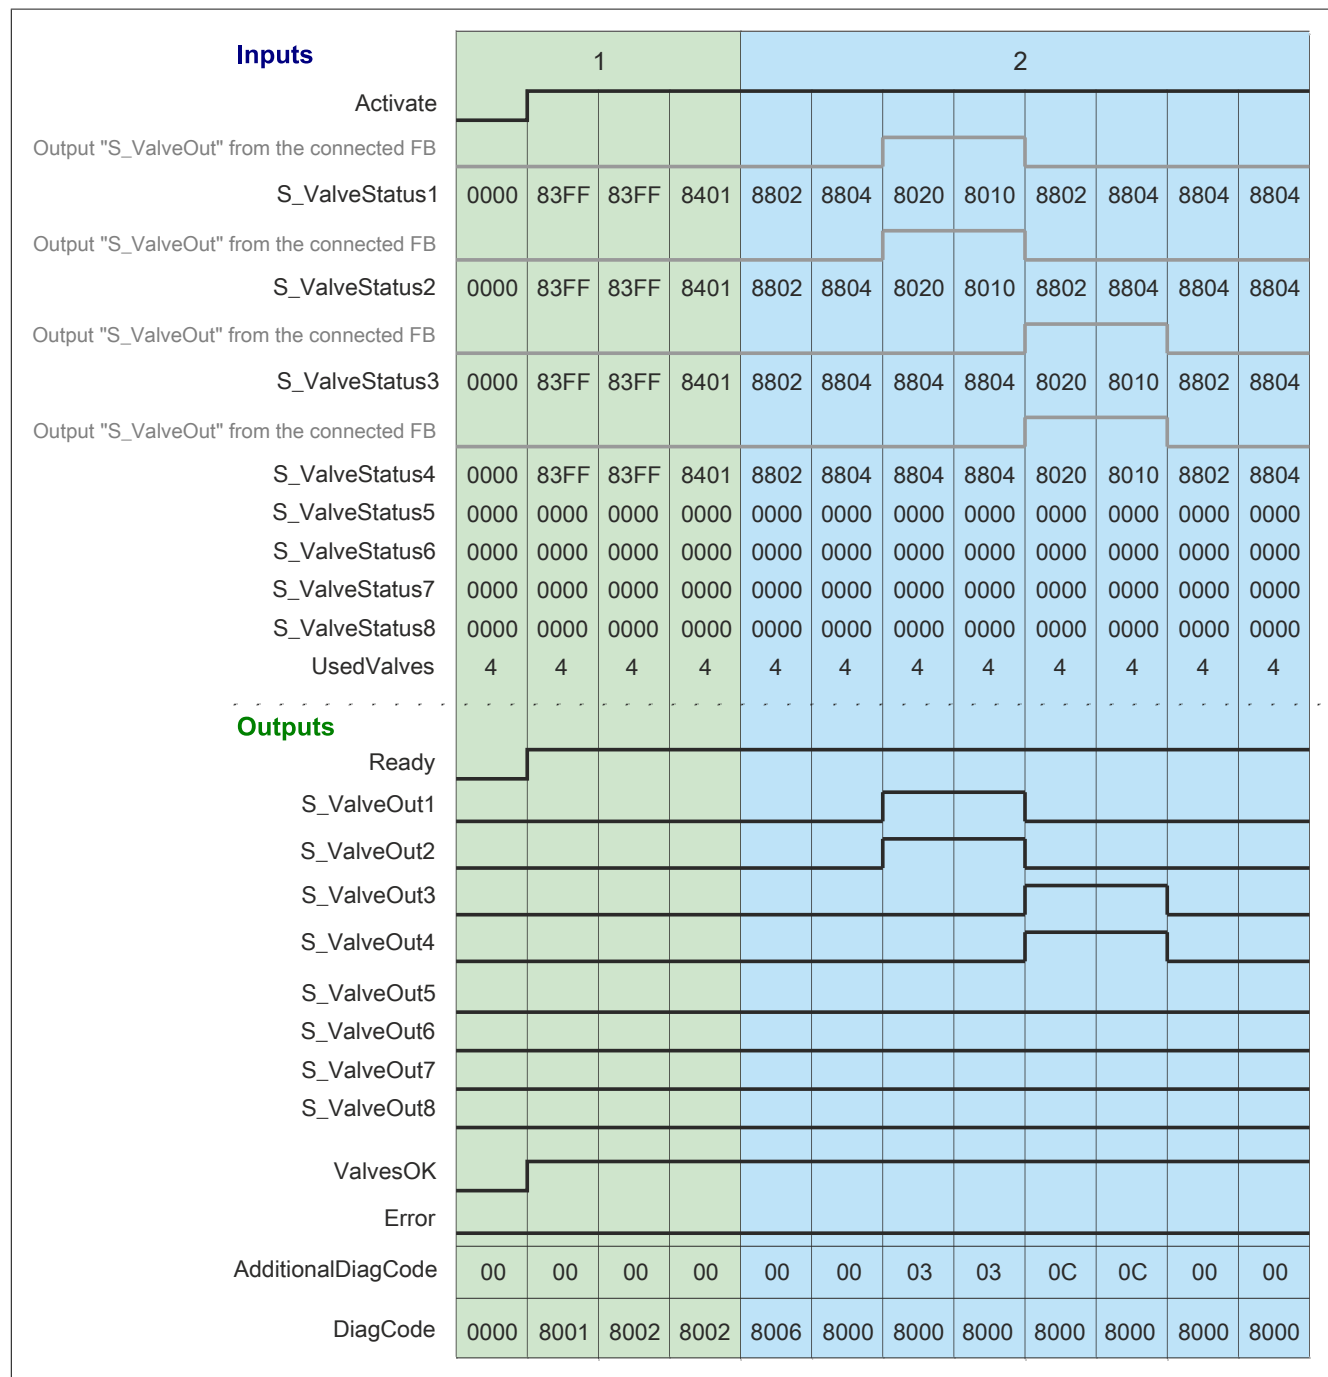 Inputs 1 2
Activate
Output "S_ValveOut" from the connected FB
S_ValveStatus1 0000 83FF 83FF 8401 8802 8804 8020 8010 8802 8804 8804 8804
Output "S_ValveOut" from the connected FB
S_ValveStatus2 0000 83FF 83FF 8401 8802 8804 8020 8010 8802 8804 8804 8804
Output "S_ValveOut" from the connected FB
S_ValveStatus3 0000 83FF 83FF 8401 8802 8804 8804 8804 8020 8010 8802 8804
Output "S_ValveOut" from the connected FB
S_ValveStatus4 0000 83FF 83FF 8401 8802 8804 8804 8804 8020 8010 8802 8804
S_ValveStatus5 0000 0000 0000 0000 0000 0000 0000 0000 0000 0000 0000 0000
S_ValveStatus6 0000 0000 0000 0000 0000 0000 0000 0000 0000 0000 0000 0000
S_ValveStatus7 0000 0000 0000 0000 0000 0000 0000 0000 0000 0000 0000 0000
S_ValveStatus8 0000 0000 0000 0000 0000 0000 0000 0000 0000 0000 0000 0000
UsedValves 4 4 4 4 4 4 4 4 4 4 4 4
Outputs
Ready
S_ValveOut1
S_ValveOut2
S_ValveOut3
S_ValveOut4
S_ValveOut5
S_ValveOut6
S_ValveOut7
S_ValveOut8
ValvesOK
Error
AdditionalDiagCode 00 00 00 00 00 00 03 03 0C 0C 00 00
DiagCode 0000 8001 8002 8002 8006 8000 8000 8000 8000 8000 8000 8000